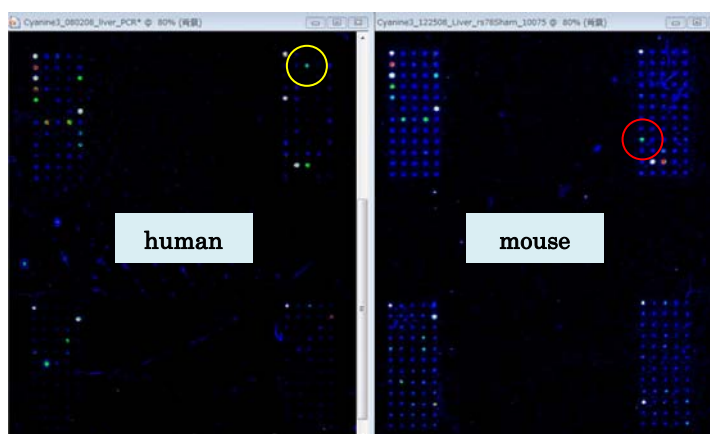 Cyanine3_080208_liver_PCR* @ 80% (背景)
Cyanine3_122508_Liver_rs78Sham_10075 @ 80% (背景)
human
mouse